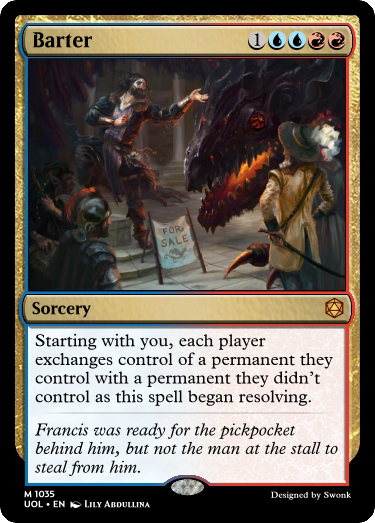 Barter
1
FOR
SALE
Sorcery
Starting with you, each player
exchanges control of a permanent they
control with a permanent they didn't
control as this spell began resolving.
Francis was ready for the pickpocket
behind him, but not the man at the stall to
steal from him.
M 1035
UOL • EN Lily Abdullina
Designed by Swonk